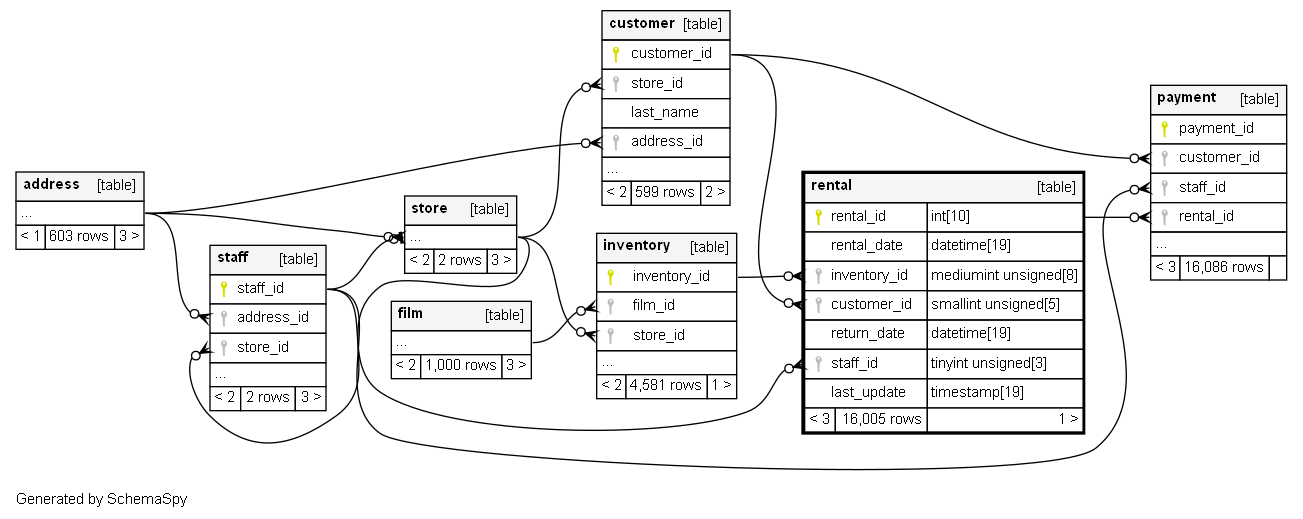 customer [table]
customer_id
store_id
last_name
address_id
...
< 2 599 rows 2 >
payment [table]
payment_id
customer_id
staff_id
rental_id
...
< 3 16,086 rows
address [table]
...
< 1 603 rows 3 >
rental [table]
rental_id int[10]
rental_date datetime[19]
inventory_id mediumint unsigned[8]
customer_id smallint unsigned[5]
return_date datetime[19]
staff_id tinyint unsigned[3]
last_update timestamp[19]
< 3 16,005 rows 1 >
store [table]
...
< 2 2 rows 3 >
inventory [table]
inventory_id
film_id
store_id
...
< 2 4,581 rows 1 >
staff [table]
staff_id
address_id
store_id
...
< 2 2 rows 3 >
film [table]
...
< 2 1,000 rows 3 >
Generated by SchemaSpy